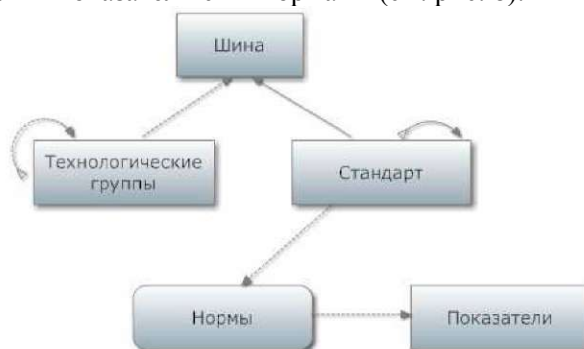 Шина
Технологические
группы
Стандарт
Нормы
Показатели